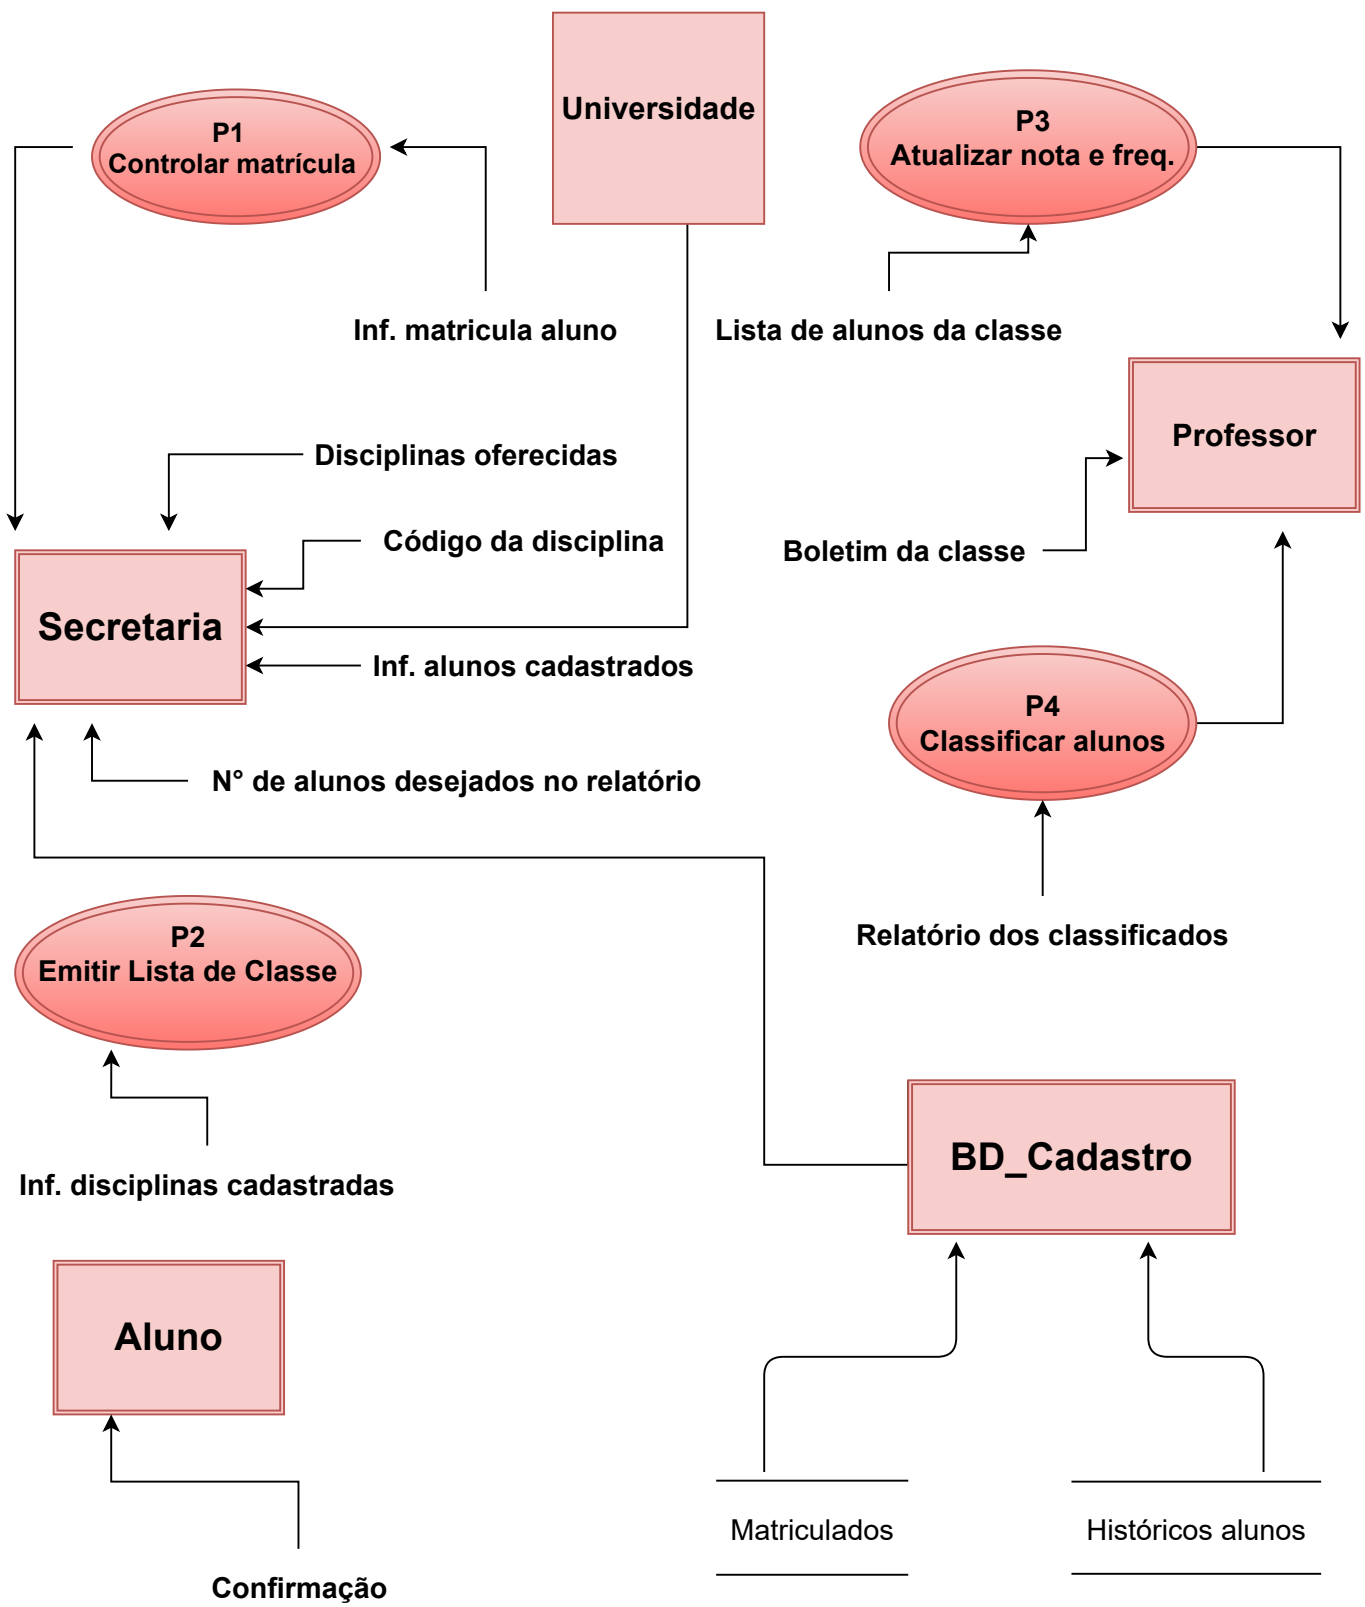 Universidade
P1
Controlar matrícula
P3
Atualizar nota e freq.
Inf. matricula aluno
Lista de alunos da classe
Professor
Disciplinas oferecidas
Código da disciplina
Boletim da classe
Secretaria
Inf. alunos cadastrados
P4
Classificar alunos
N° de alunos desejados no relatório
P2
Emitir Lista de Classe
Relatório dos classificados
BD_Cadastro
Inf. disciplinas cadastradas
Aluno
Matriculados
Históricos alunos
Confirmação